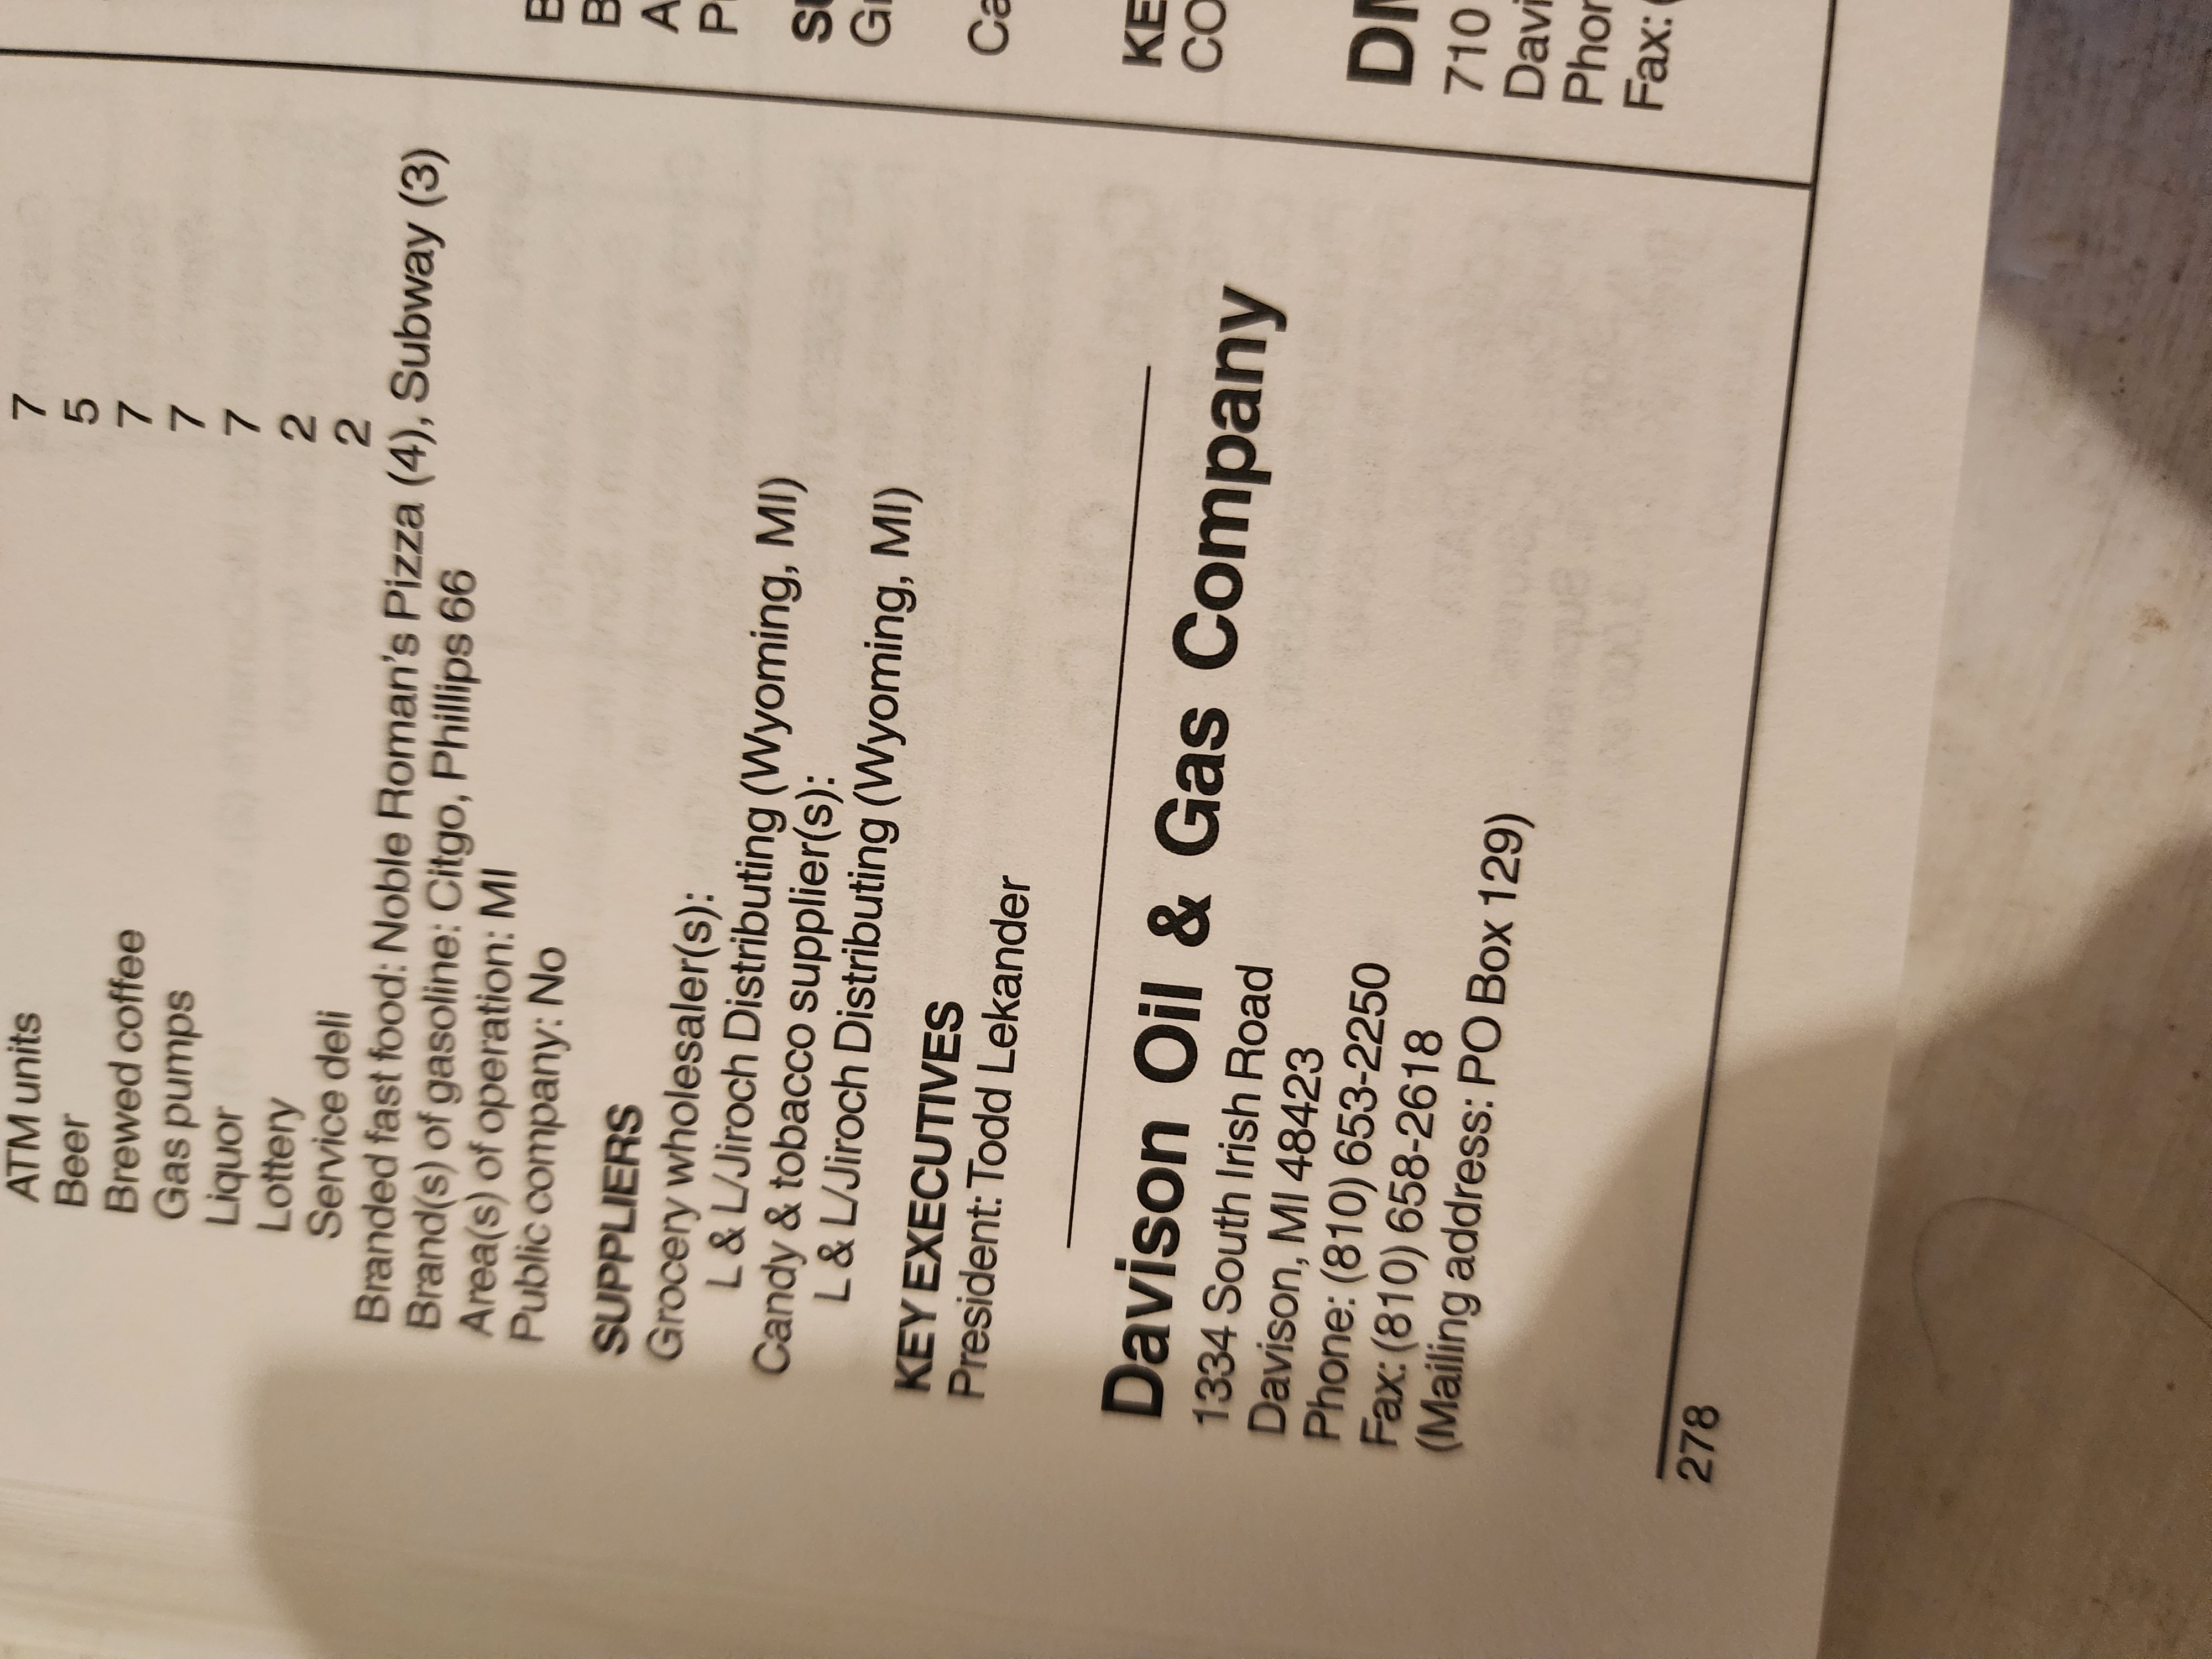 ATM units 7
Beer 5
Brewed coffee 7
Gas pumps 7
Liquor 7
Lottery 2
Service deli 2
Branded fast food: Noble Roman's Pizza (4), Subway (3)
Brand(s) of gasoline: Citgo, Phillips 66
Area(s) of operation: MI
Public company: No
SUPPLIERS
Grocery wholesaler(s):
L & L/Jiroch Distributing (Wyoming, MI)
Candy & tobacco supplier(s):
L & L/Jiroch Distributing (Wyoming, MI)
KEY EXECUTIVES
President: Todd Lekander
Davison Oil & Gas Company
1334 South Irish Road
Davison, MI 48423
Phone: (810) 653-2250
Fax: (810) 658-2618
(Mailing address: PO Box 129)
278
Ca
KE
CO
710
Davi
Phon
Fax: (